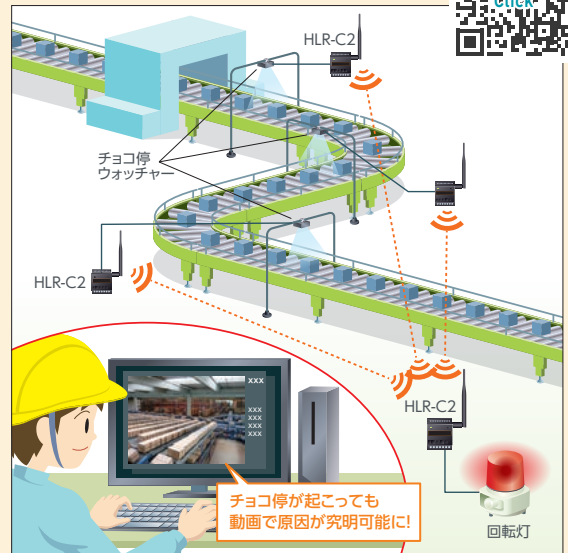 Click
HLR-C2
チョコ停
ウォッチャー
HLR-C2
HLR-C2
xxx
xxx
xxx
xxx
xxx
チョコ停が起こっても
動画で原因が究明可能に!
回転灯